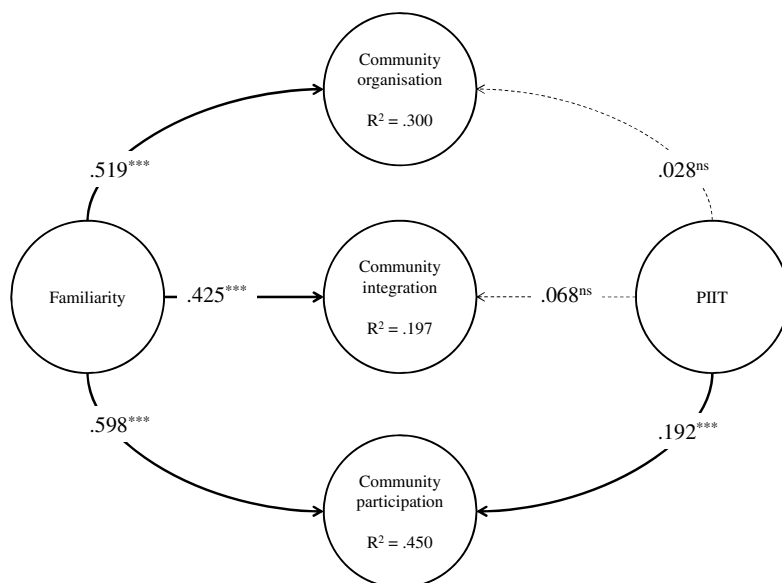 Community
organisation
R² = .300
.519***
.028ns
Familiarity
.425***
Community
integration
R² = .197
.068ns
PIIT
.598***
.192***
Community
participation
R² = .450